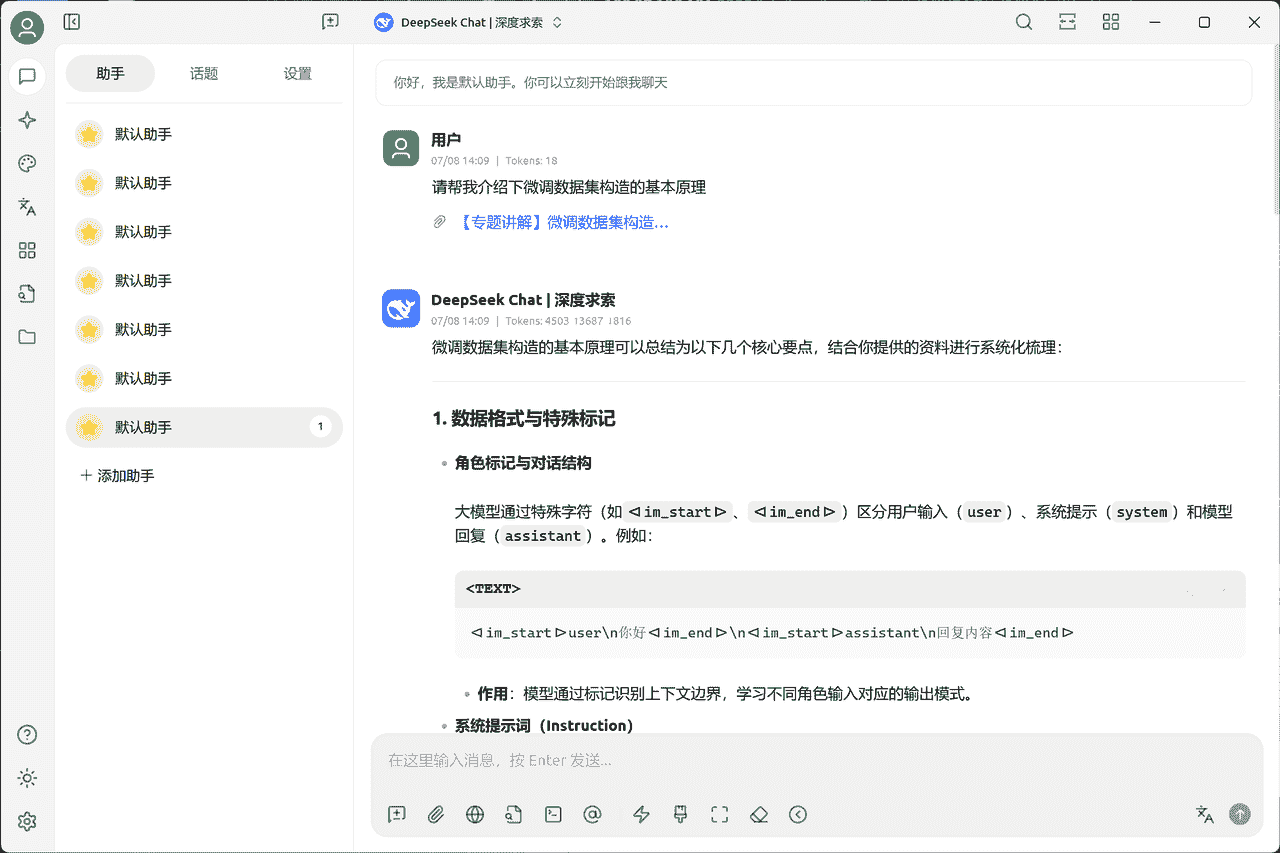 DeepSeek Chat | 深度求索
助手 话题 设置
默认助手
默认助手
默认助手
默认助手
默认助手
默认助手
默认助手 1
+ 添加助手
你好，我是默认助手。你可以立刻开始跟我聊天
用户
07/08 14:09 | Tokens: 18
请帮我介绍下微调数据集构造的基本原理
【专题讲解】微调数据集构造...
DeepSeek Chat | 深度求索
07/08 14:09 | Tokens: 4503 ↑3687 ↓816
微调数据集构造的基本原理可以总结为以下几个核心要点，结合你提供的资料进行系统化梳理：
1. 数据格式与特殊标记
角色标记与对话结构
大模型通过特殊字符（如 <|im_start|>、 <|im_end|> ）区分用户输入（ user ）、系统提示（ system ）和模型
回复（ assistant ）。例如：
<TEXT>
<|im_start|>user\n你好<|im_end|>\n<|im_start|>assistant\n回复内容<|im_end|>
作用：模型通过标记识别上下文边界，学习不同角色输入对应的输出模式。
系统提示词（Instruction）
在这里输入消息，按 Enter 发送...